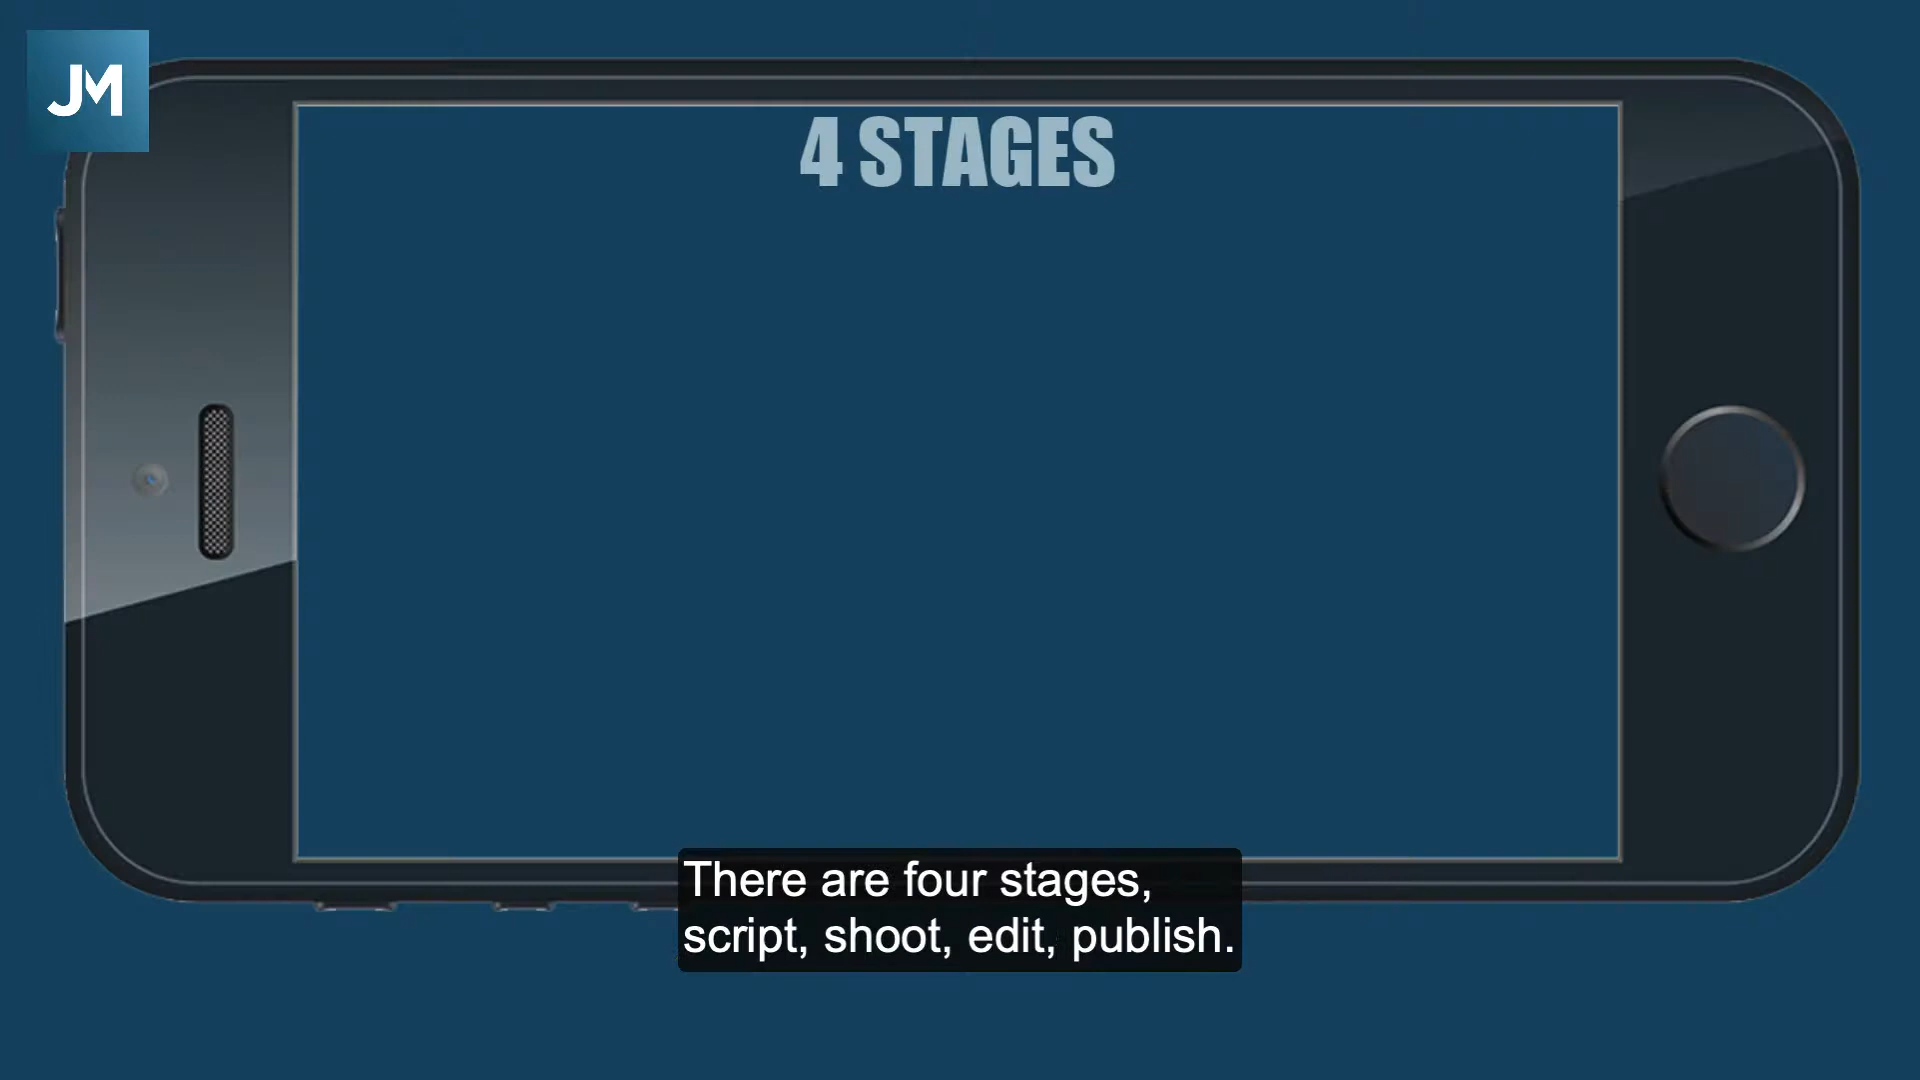 JM
4 STAGES
There are four stages,
script, shoot, edit, publish.